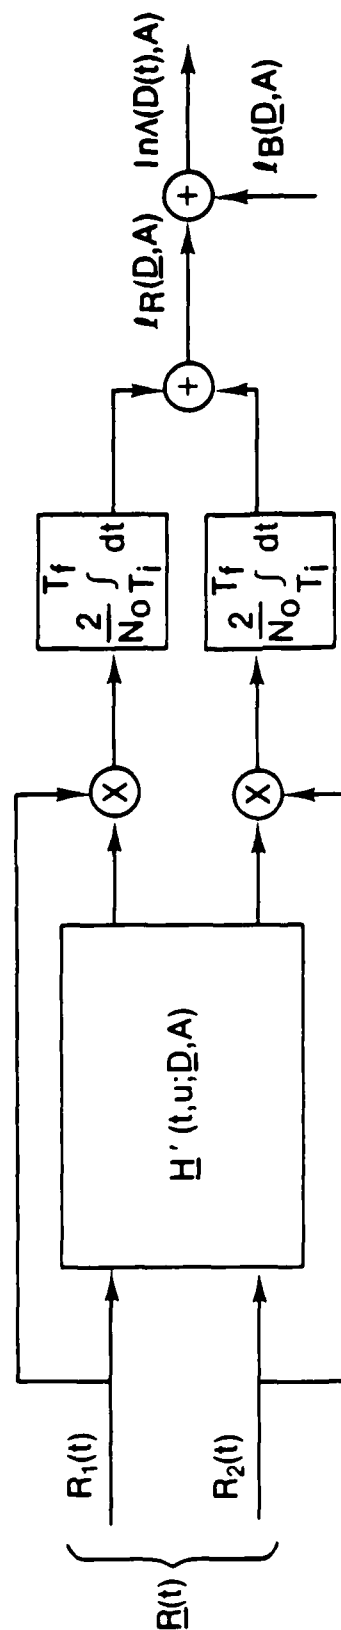 R(t)
R₁(t)
R₂(t)
H′(t,u;D,A)
X
X
2/N₀ ∫ Tf Ti dt
2/N₀ ∫ Tf Ti dt
+
ℓR(D,A)
+
lnΛ(D(t),A)
ℓB(D,A)